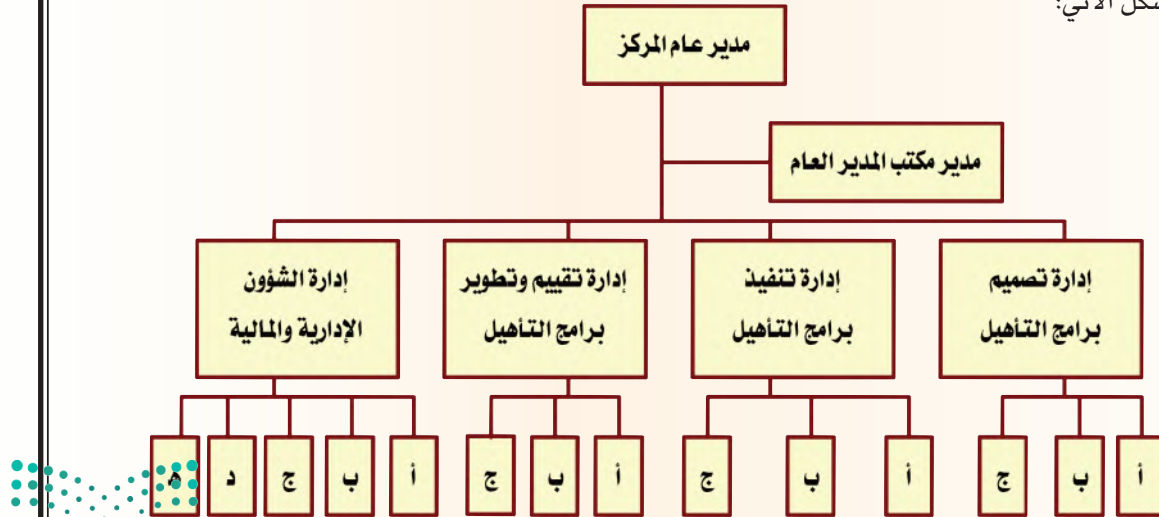 شكل الآتي:
مدير عام المركز
مدير مكتب المدير العام
إدارة تصميم
برامج التأهيل
إدارة تنفيذ
برامج التأهيل
إدارة تقييم وتطوير
برامج التأهيل
إدارة الشؤون
الإدارية والمالية
أ ب ج أ ب ج أ ب ج أ ب ج د هـ